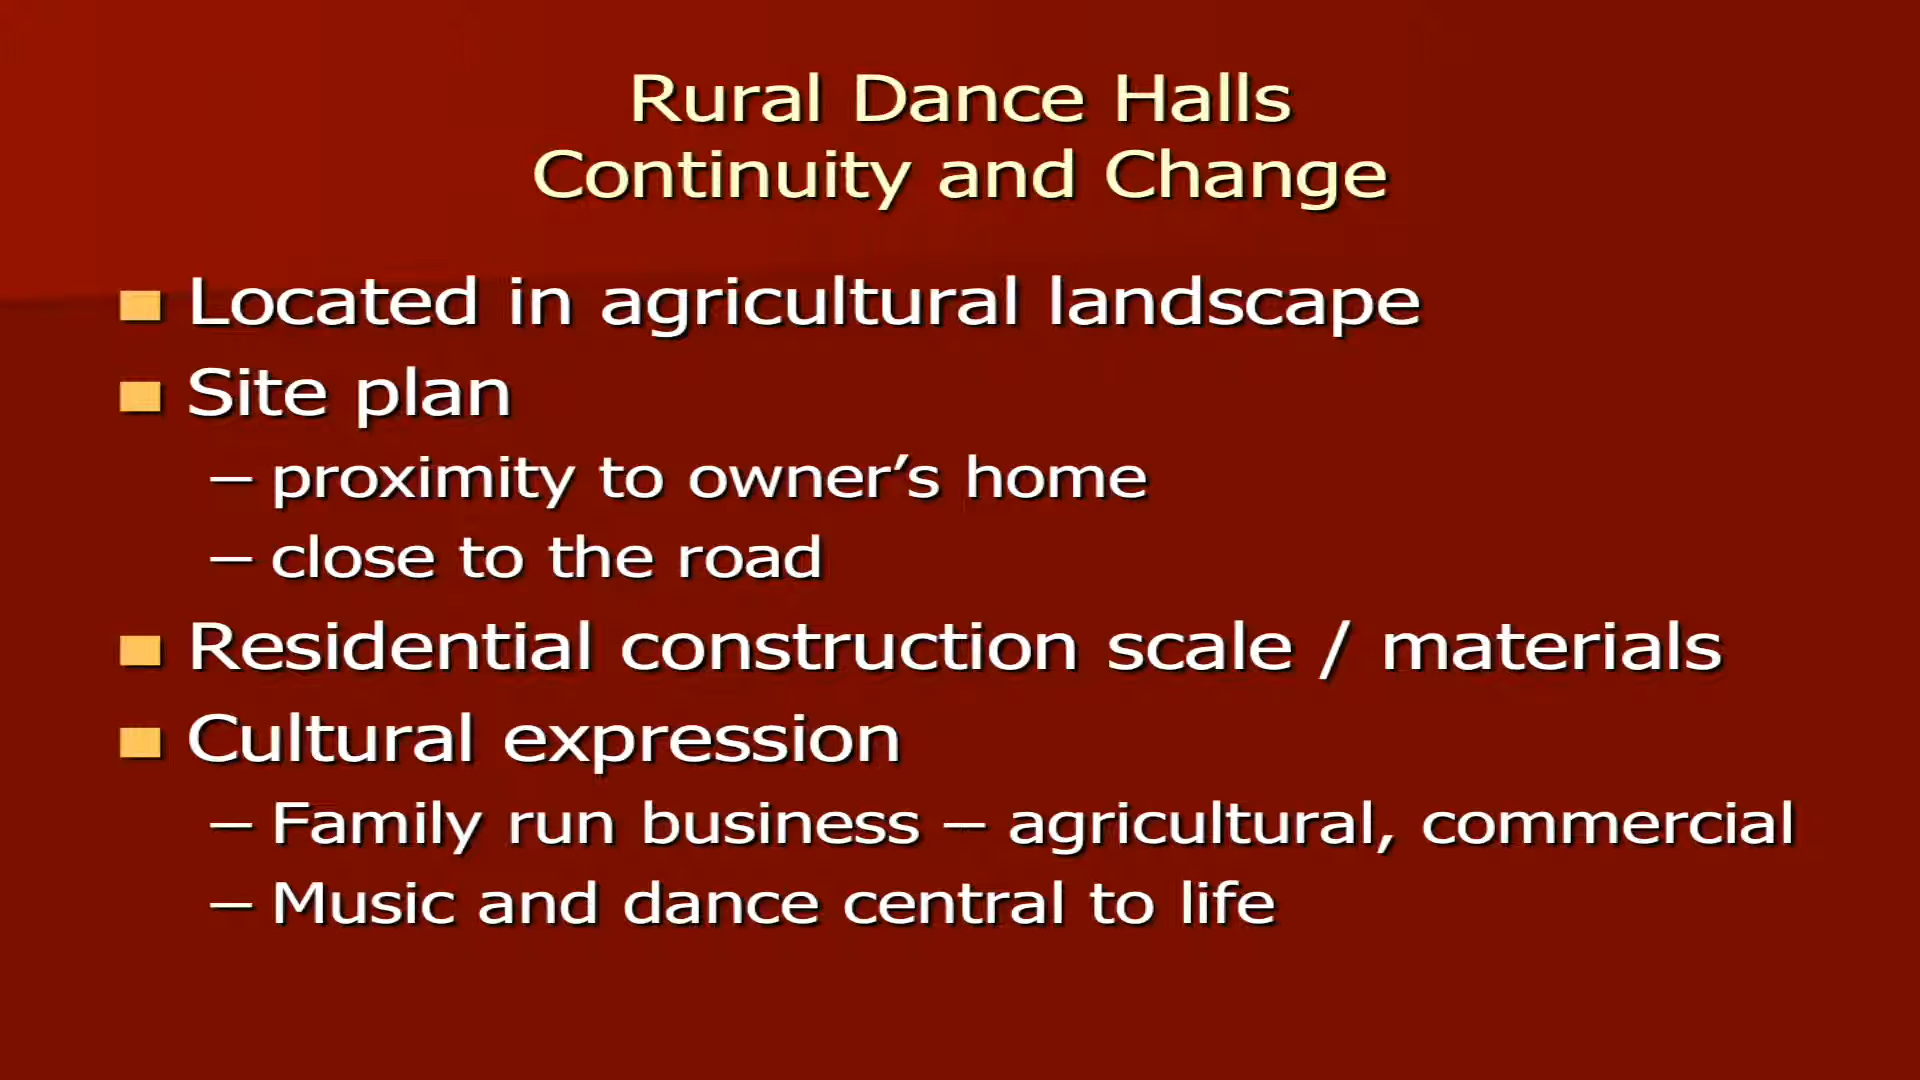 Rural Dance Halls
Continuity and Change
Located in agricultural landscape
Site plan
– proximity to owner’s home
– close to the road
Residential construction scale / materials
Cultural expression
– Family run business – agricultural, commercial
– Music and dance central to life